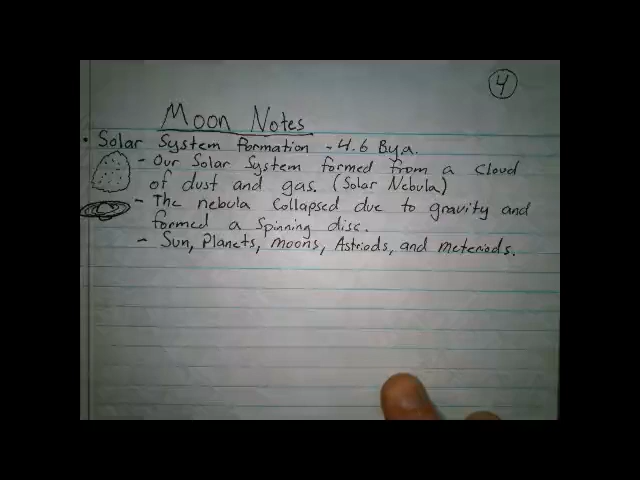 4
Moon Notes
• Solar System Formation ~ 4.6 Bya.
- Our Solar System formed from a cloud
of dust and gas. (Solar Nebula)
- The nebula collapsed due to gravity and
formed a spinning disc.
- Sun, Planets, moons, Astriods, and meteriods.